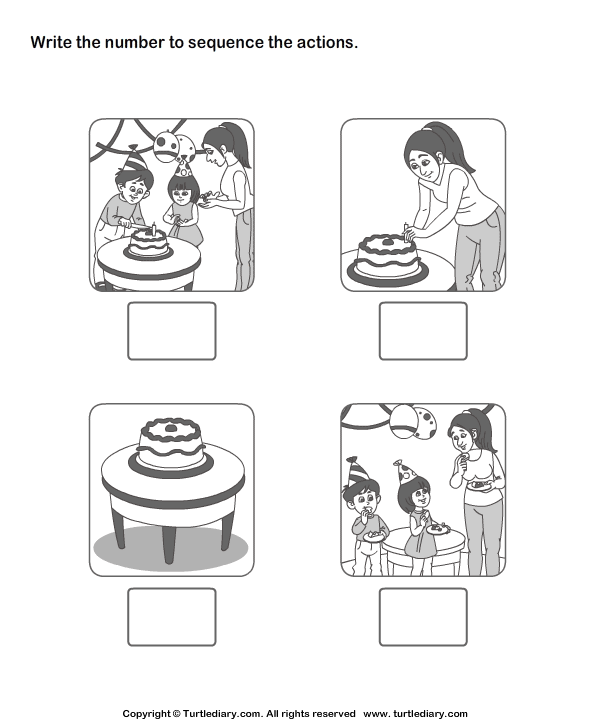 Write the number to sequence the actions.
Copyright © Turtlediary.com. All rights reserved www.turtlediary.com